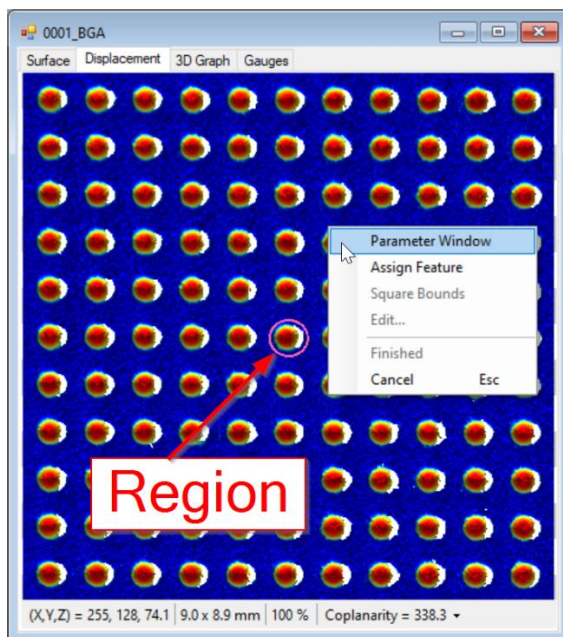 0001_BGA
Surface Displacement 3D Graph Gauges
Parameter Window
Assign Feature
Square Bounds
Edit...
Finished
Cancel Esc
Region
(X,Y,Z) = 255, 128, 74.1 9.0 x 8.9 mm 100 % Coplanarity = 338.3